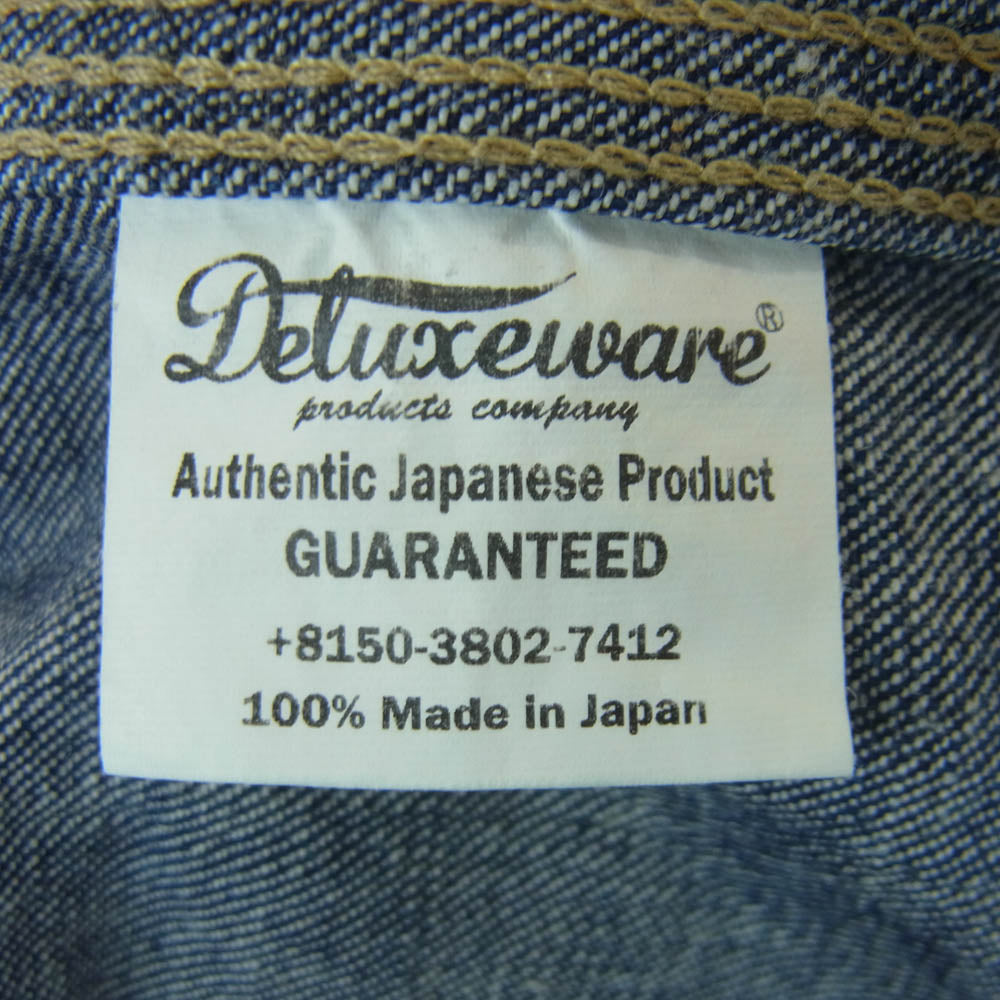 Deluxeware®
products company
Authentic Japanese Product
GUARANTEED
+8150-3802-7412
100% Made in Japan